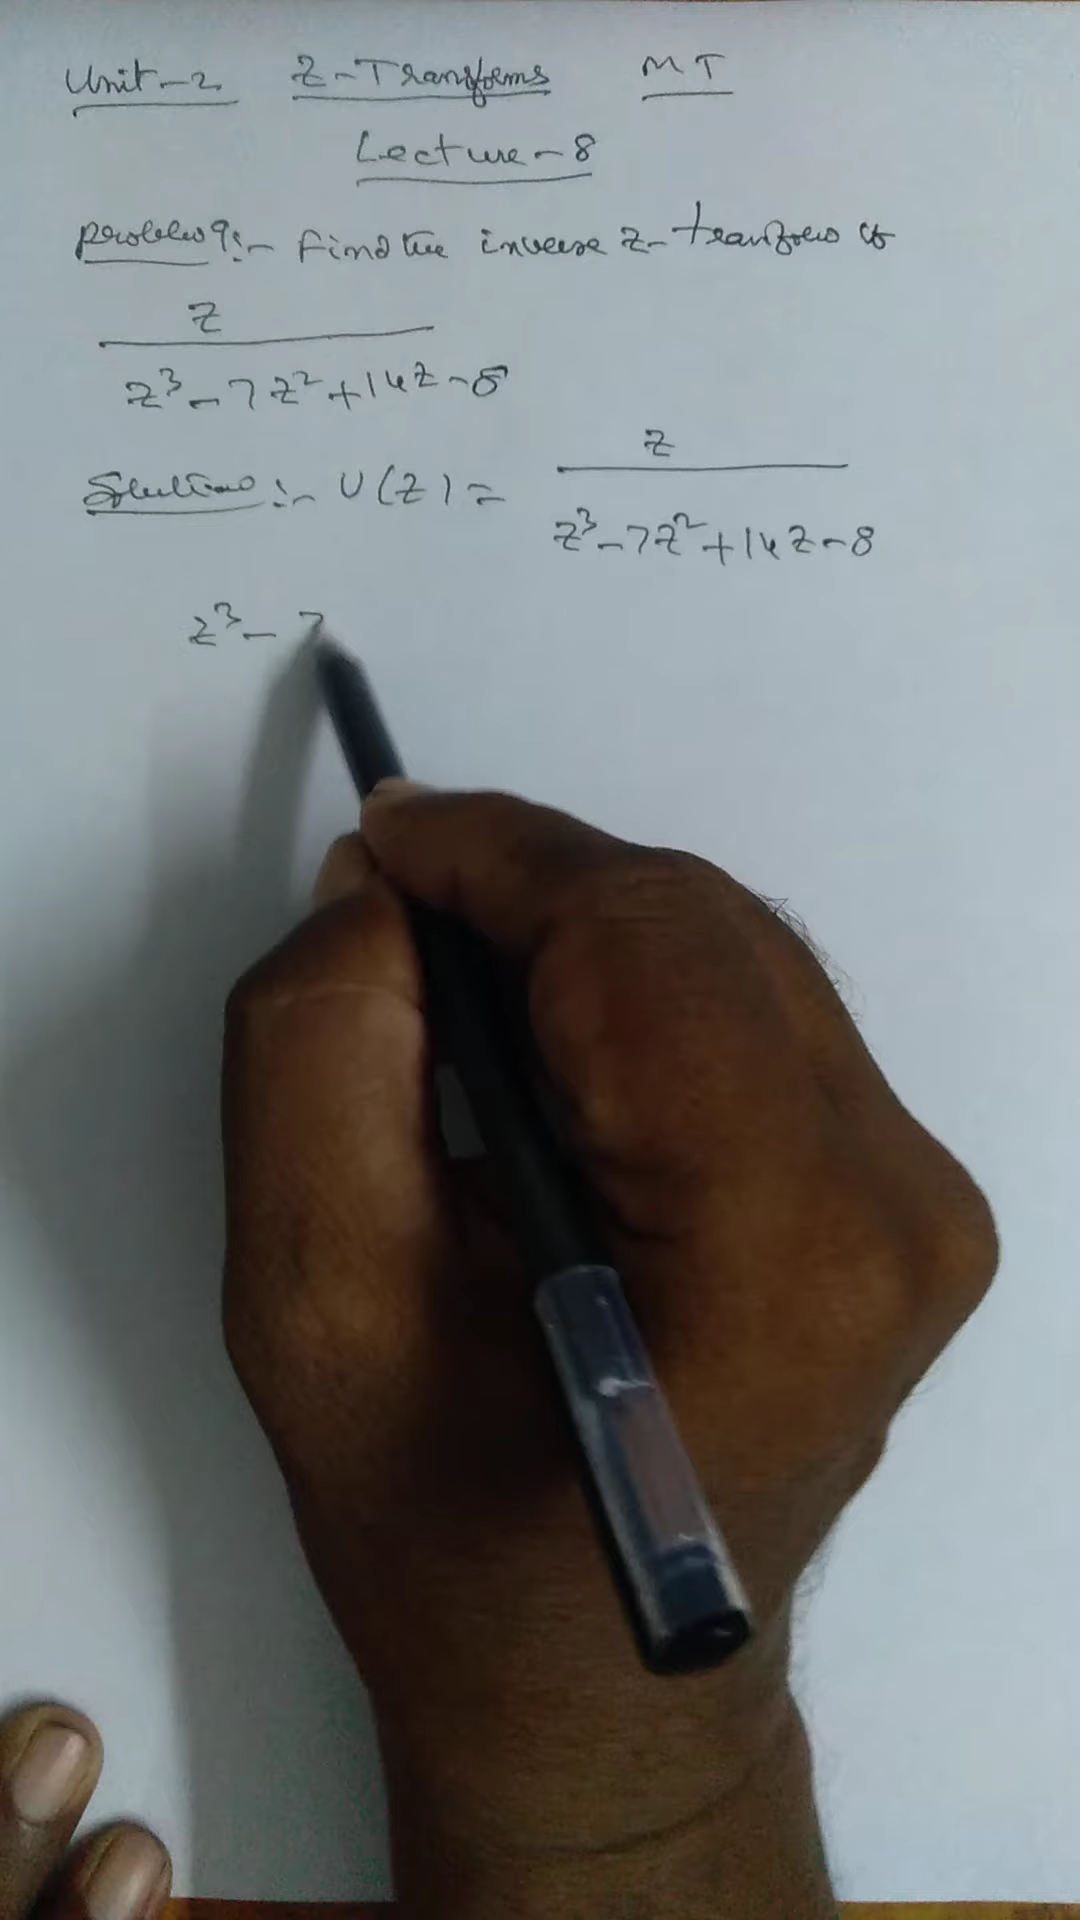 Unit-2 Z-Transforms MT
Lecture-8
Problem 9:- Find the inverse Z-transform of
z
z³-7z²+14z-8
Solution:- U(z) = z
z³-7z²+14z-8
z³-7